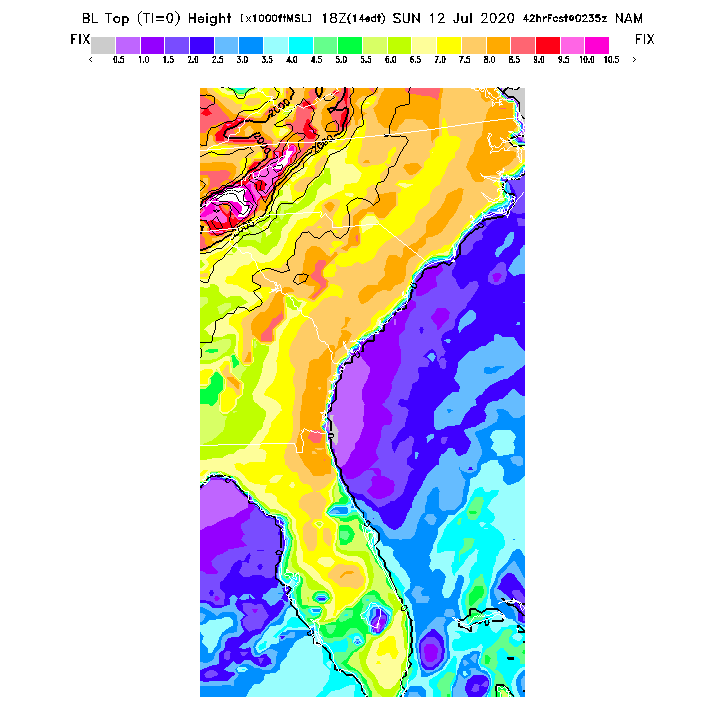 BL Top (TI=0) Height [x1000ftMSL] 18Z(14edt) SUN 12 Jul 2020 42hrFcst@0235z NAM
FIX FIX
< 0.5 1.0 1.5 2.0 2.5 3.0 3.5 4.0 4.5 5.0 5.5 6.0 6.5 7.0 7.5 8.0 8.5 9.0 9.5 10.0 10.5 >
2000
2000
2000